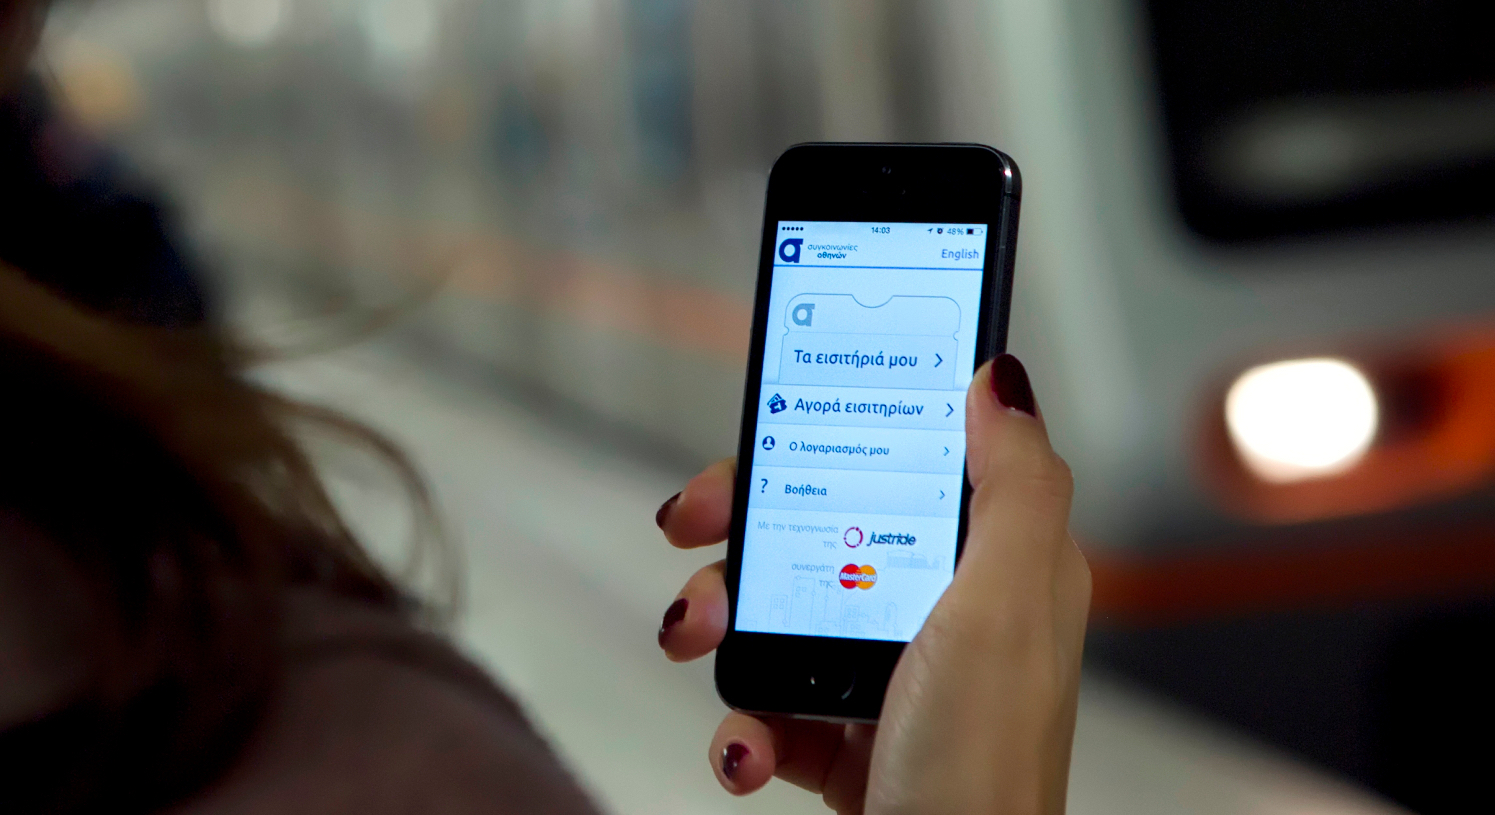 14:03 48%
συγκοινωνίες
αθηνών
English
Τα εισιτήριά μου
Αγορά εισιτηρίων
Ο λογαριασμός μου
? Βοήθεια
Με την τεχνογνωσία
της justride
συνεργάτη
της MasterCard